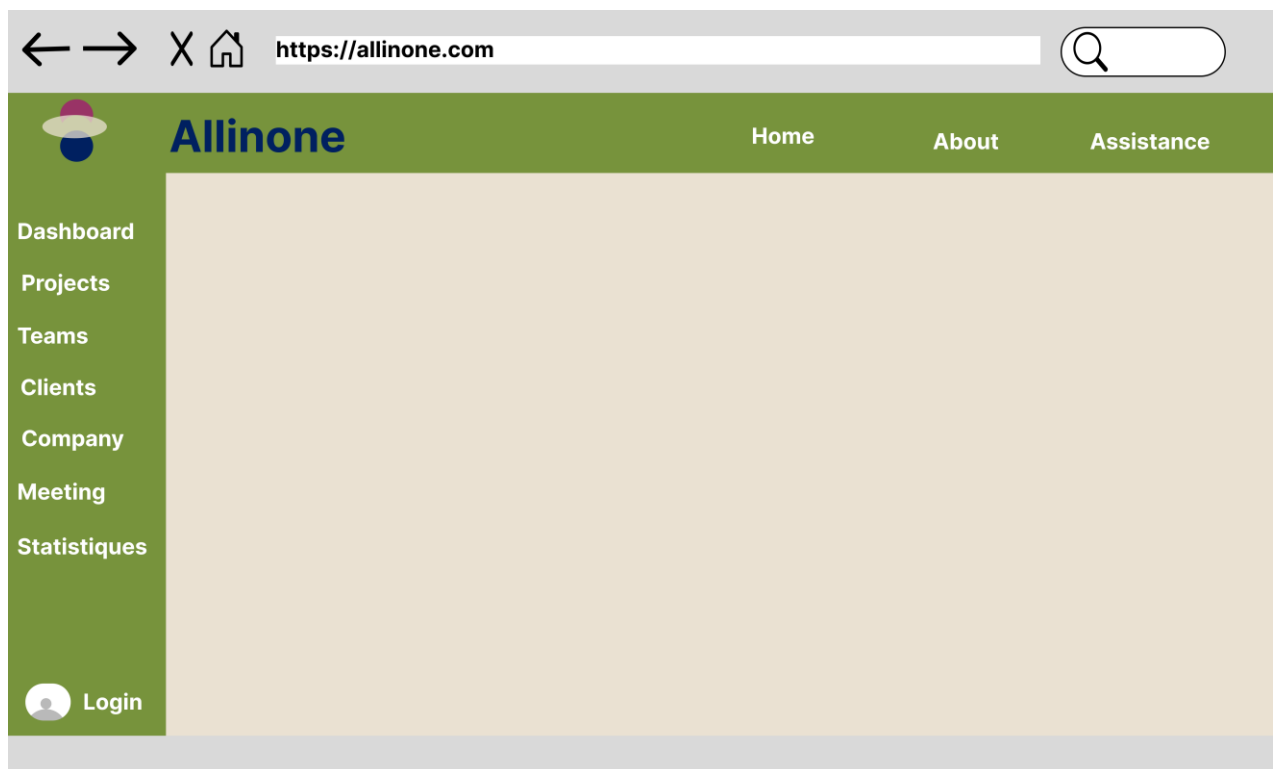 https://allinone.com
Allinone
Home
About
Assistance
Dashboard
Projects
Teams
Clients
Company
Meeting
Statistiques
Login